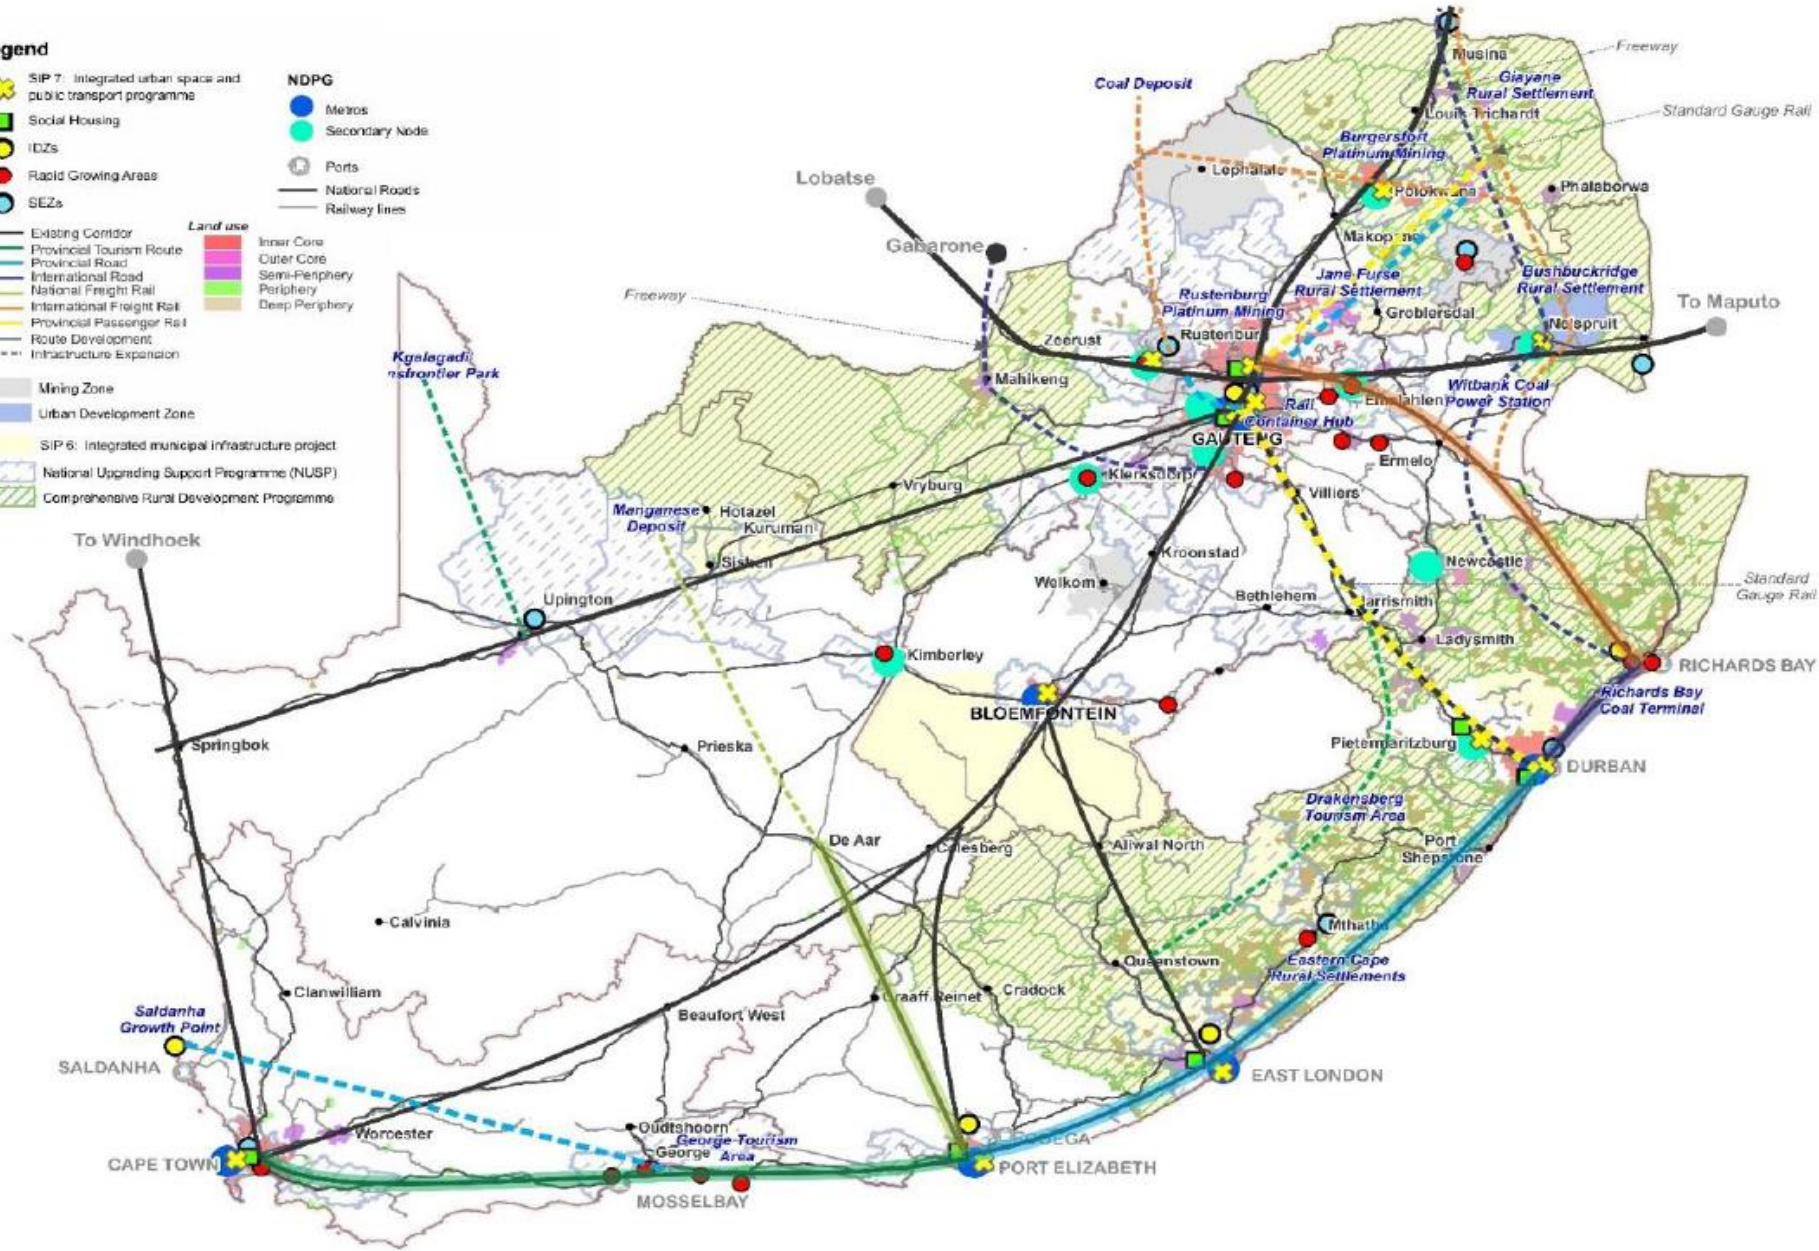 gend
SIP 7: Integrated urban space and
public transport programme
Social Housing
IDZs
Rapid Growing Areas
SEZs
Existing Corridor
Provincial Tourism Route
Provincial Road
International Road
National Freight Rail
International Freight Rail
Provincial Passenger Rail
Route Development
Infrastructure Expansion
NDPG
Metros
Secondary Node
Ports
National Roads
Railway lines
Land use
Inner Core
Outer Core
Semi-Periphery
Periphery
Deep Periphery
Mining Zone
Urban Development Zone
SIP 6: Integrated municipal infrastructure project
National Upgrading Support Programme (NUSP)
Comprehensive Rural Development Programme
Musina
Freeway
Giayane
Rural Settlement
Coal Deposit
Louis Trichardt
Standard Gauge Rail
Burgersfort
Platinum Mining
Lephalale
Lobatse
Phalaborwa
Gabarone
Jane Furse
Rural Settlement
Bushbuckridge
Rural Settlement
Freeway
Rustenburg
Platinum Mining
To Maputo
Groblersdal
Zeerust
Mahikeng
Kgalagadi
nsfrontier Park
Witbank Coal
Power Station
Rail
Container Hub
GAUTENG
Ermelo
Klerksdorp
Vryburg
Villiers
Manganese
Deposit
Hotazel
Kuruman
To Windhoek
Kroonstad
Newcastle
Welkom
Standard
Gauge Rail
Bethlehem
Upington
arrismith
Ladysmith
Kimberley
RICHARDS BAY
Richards Bay
Coal Terminal
BLOEMFONTEIN
Springbok
Prieska
Pietermaritzburg
DURBAN
Drakensberg
Tourism Area
De Aar
Colesberg
Aliwal North
Port
Shepstone
Calvinia
Mthatha
Queenstown
Eastern Cape
Rural Settlements
Clanwilliam
Graaff Reinet
Cradock
Saldanha
Growth Point
Beaufort West
SALDANHA
EAST LONDON
Oudtshoorn
Worcester
George Tourism
Area
George
CAPE TOWN
PORT ELIZABETH
MOSSELBAY